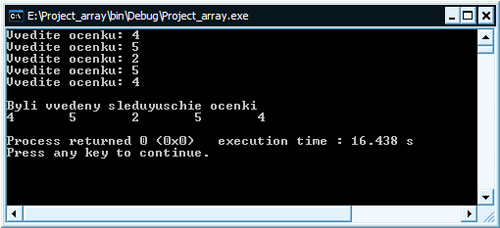 E:\Project_array\bin\Debug\Project_array.exe
Vvedite ocenku: 4
Vvedite ocenku: 5
Vvedite ocenku: 2
Vvedite ocenku: 5
Vvedite ocenku: 4
Byli vvedeny sleduyuschie ocenki
4 5 2 5 4
Process returned 0 (0x0) execution time : 16.438 s
Press any key to continue.